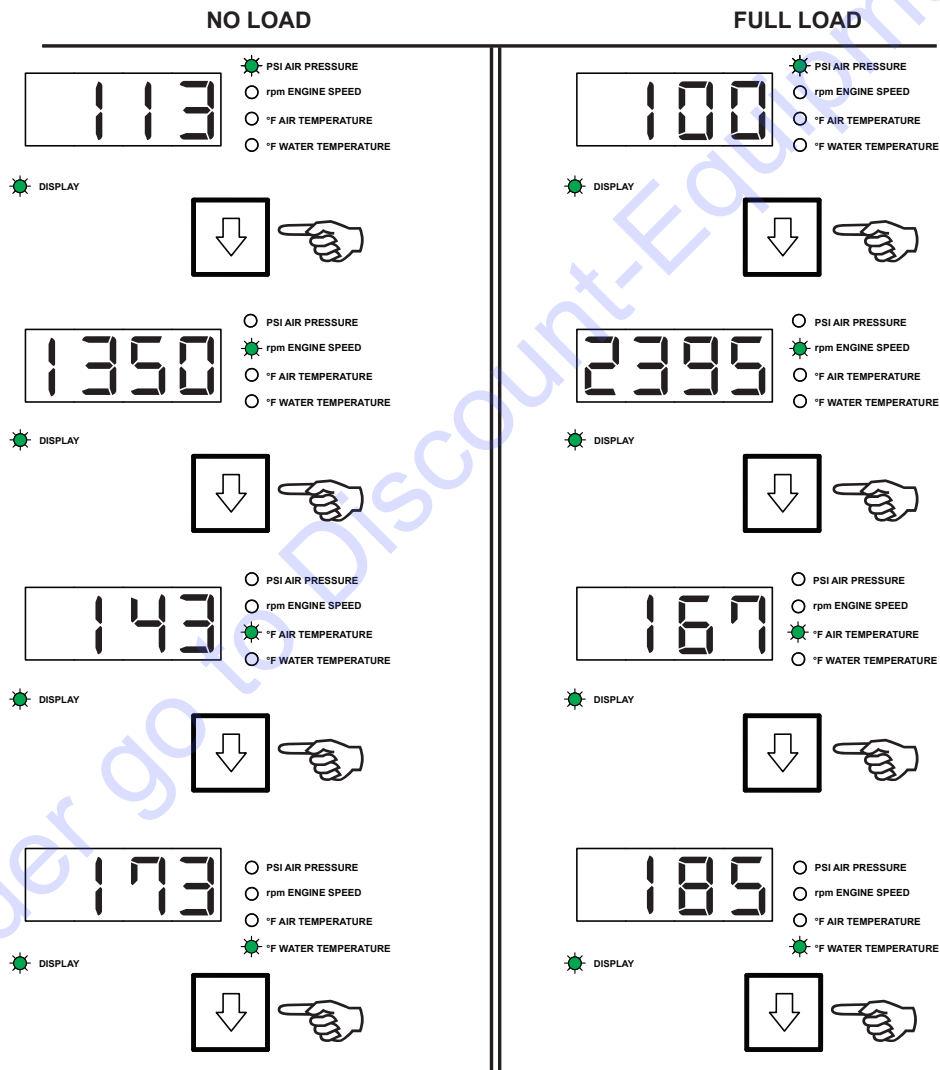 NO LOAD
FULL LOAD
113
PSI AIR PRESSURE
rpm ENGINE SPEED
°F AIR TEMPERATURE
°F WATER TEMPERATURE
DISPLAY
100
PSI AIR PRESSURE
rpm ENGINE SPEED
°F AIR TEMPERATURE
°F WATER TEMPERATURE
DISPLAY
1350
PSI AIR PRESSURE
rpm ENGINE SPEED
°F AIR TEMPERATURE
°F WATER TEMPERATURE
DISPLAY
2395
PSI AIR PRESSURE
rpm ENGINE SPEED
°F AIR TEMPERATURE
°F WATER TEMPERATURE
DISPLAY
143
PSI AIR PRESSURE
rpm ENGINE SPEED
°F AIR TEMPERATURE
°F WATER TEMPERATURE
DISPLAY
167
PSI AIR PRESSURE
rpm ENGINE SPEED
°F AIR TEMPERATURE
°F WATER TEMPERATURE
DISPLAY
173
PSI AIR PRESSURE
rpm ENGINE SPEED
°F AIR TEMPERATURE
°F WATER TEMPERATURE
DISPLAY
185
PSI AIR PRESSURE
rpm ENGINE SPEED
°F AIR TEMPERATURE
°F WATER TEMPERATURE
DISPLAY
go to Discount-Equipm